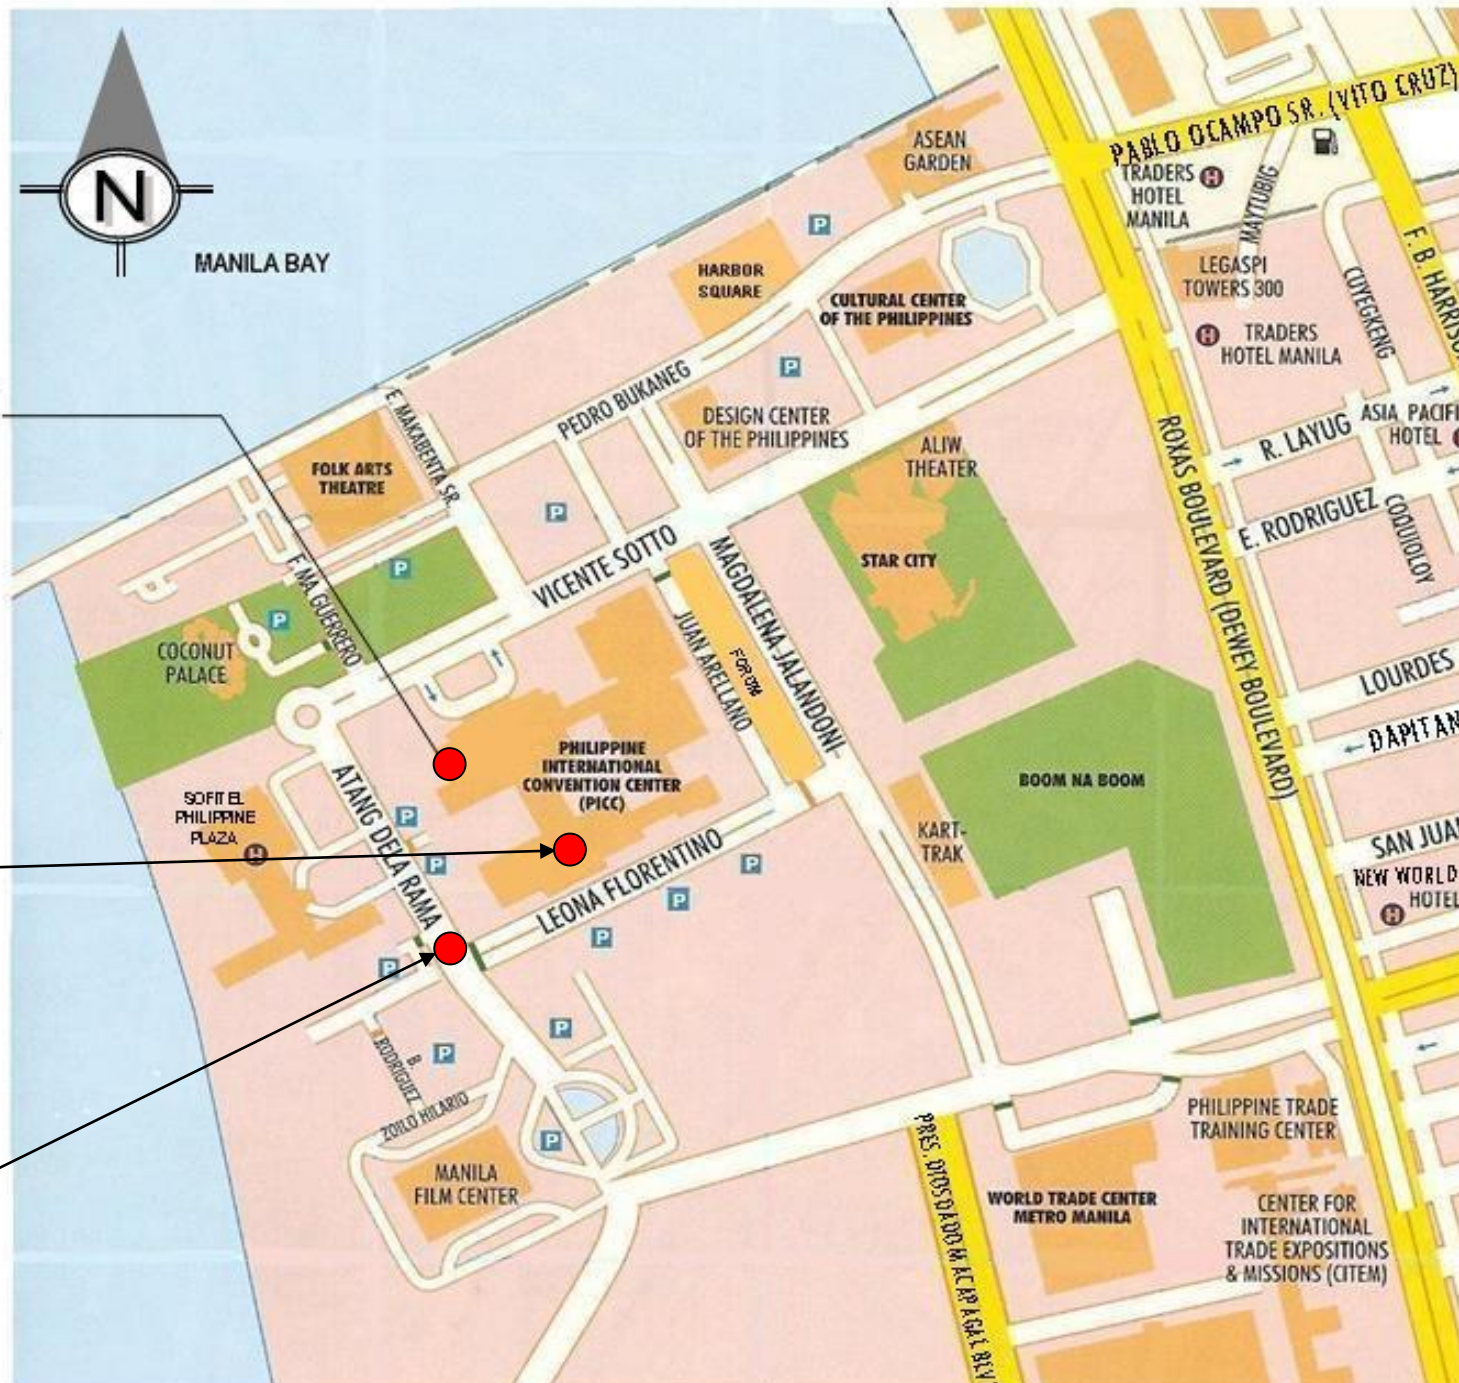 N
MANILA BAY
ASEAN
GARDEN
PABLO OCAMPO SR. (VITO CRUZ)
TRADERS
HOTEL
MANILA
H
MAYTUBIG
P
HARBOR
SQUARE
CULTURAL CENTER
OF THE PHILIPPINES
LEGASPI
TOWERS 300
F. B. HARRISO
CUYEGKENG
H
TRADERS
HOTEL MANILA
P
PEDRO BUKANEG
E. MAKABENTA SR.
DESIGN CENTER
OF THE PHILIPPINES
ALIW
THEATER
ROXAS BOULEVARD (DEWEY BOULEVARD)
R. LAYUG
ASIA PACIFI
HOTEL
FOLK ARTS
THEATRE
P
E. RODRIGUEZ
COQUIOLOY
VICENTE SOTTO
MAGDALENA JALANDONI
STAR CITY
P
F. MA. GUERRERO
P
COCONUT
PALACE
JUAN ARELLANO
FORUM
LOURDES
DAPITAN
PHILIPPINE
INTERNATIONAL
CONVENTION CENTER
(PICC)
ATANG DELA RAMA
BOOM NA BOOM
SOFITEL
PHILIPPINE
PLAZA
H
P
P
KART-
TRAK
SAN JUAN
NEW WORLD
HOTEL
H
LEONA FLORENTINO
P
P
P
P
P
B.
RODRIGUEZ
P
ZOILO HILARIO
P
MANILA
FILM CENTER
PRES. DIOSDADO MACAPAGAL BLV
PHILIPPINE TRADE
TRAINING CENTER
WORLD TRADE CENTER
METRO MANILA
CENTER FOR
INTERNATIONAL
TRADE EXPOSITIONS
& MISSIONS (CITEM)